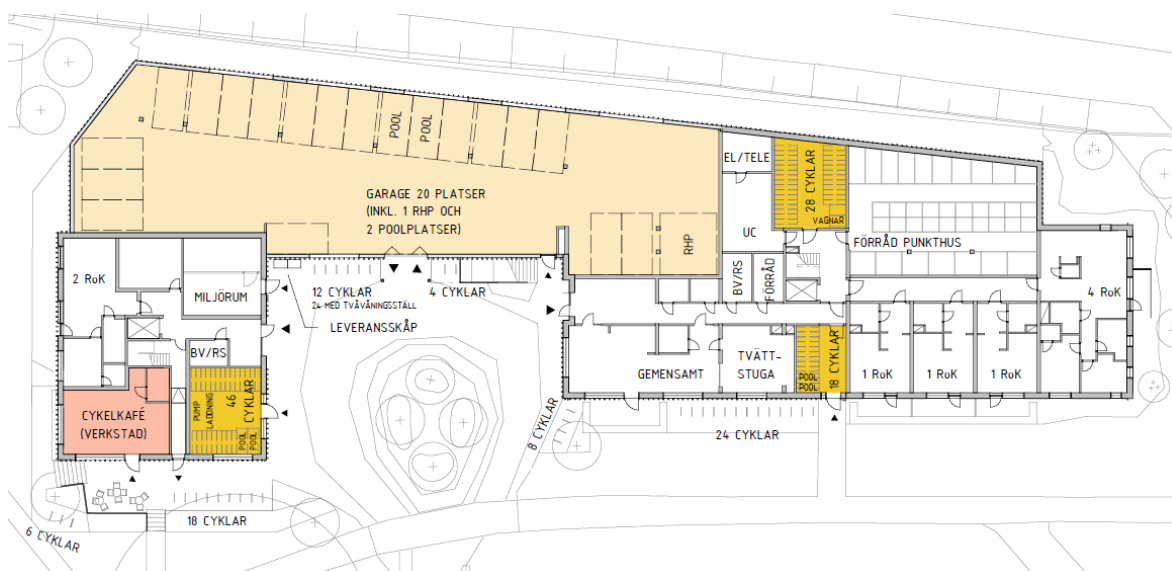 POOL
POOL
EL/TELE
28 CYKLAR
VAGNAR
GARAGE 20 PLATSER
(INKL. 1 RHP OCH
2 POOLPLATSER)
RHP
UC
FÖRRÅD PUNKTHUS
2 RoK
MILJÖRUM
BV/RS
FÖRRÅD
12 CYKLAR
24 MED TVÅVÅNINGSSTÄLL
4 CYKLAR
LEVERANSSKÅP
4 RoK
BV/RS
GEMENSAMT
TVÄTT-
STUGA
POOL
POOL
18 CYKLAR
1 RoK
1 RoK
1 RoK
CYKELKAFÉ
(VERKSTAD)
PUMP
LADDNING
46
CYKLAR
POOL
POOL
8 CYKLAR
24 CYKLAR
18 CYKLAR
6 CYKLAR